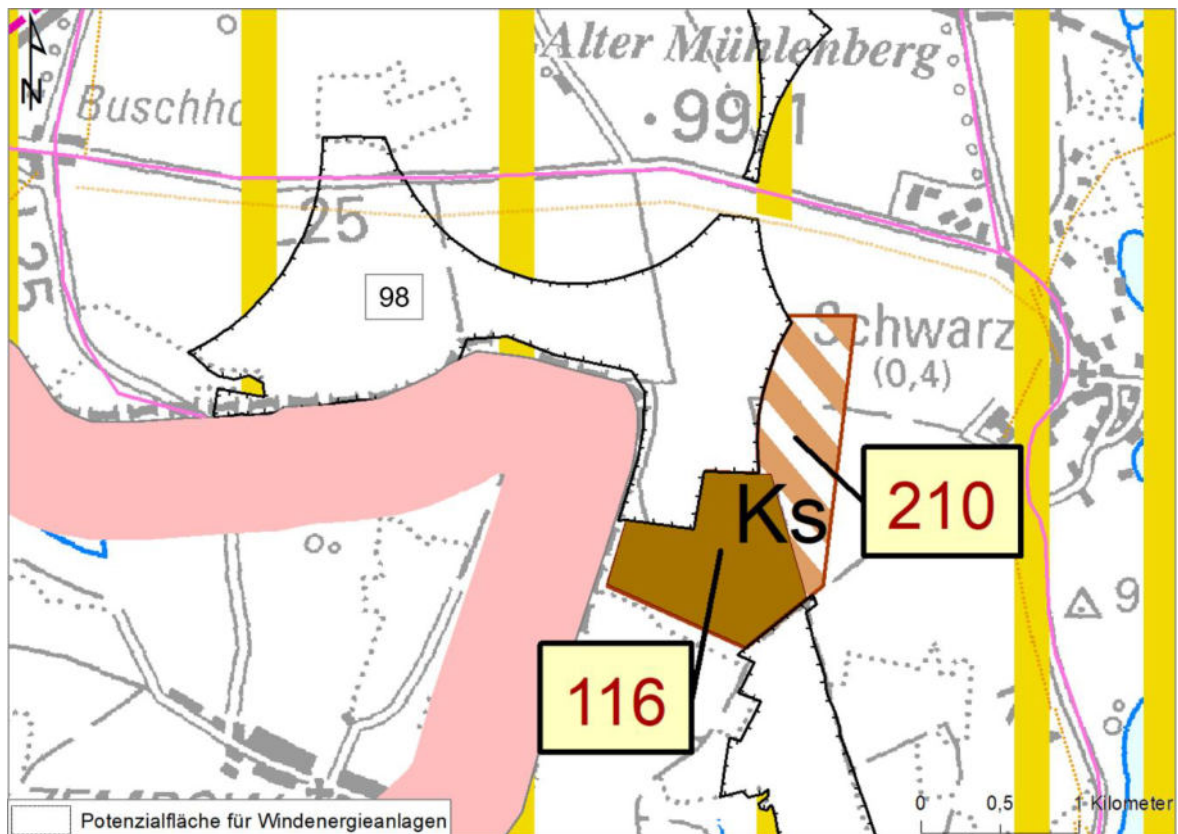 N
Alter Mühlenberg
Buschho
99,1
25
98
25
Schwarz
(0,4)
Ks
210
9
116
0 0,5 1 Kilometer
Potenzialfläche für Windenergieanlagen